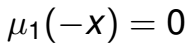 μ₁(−x) = 0